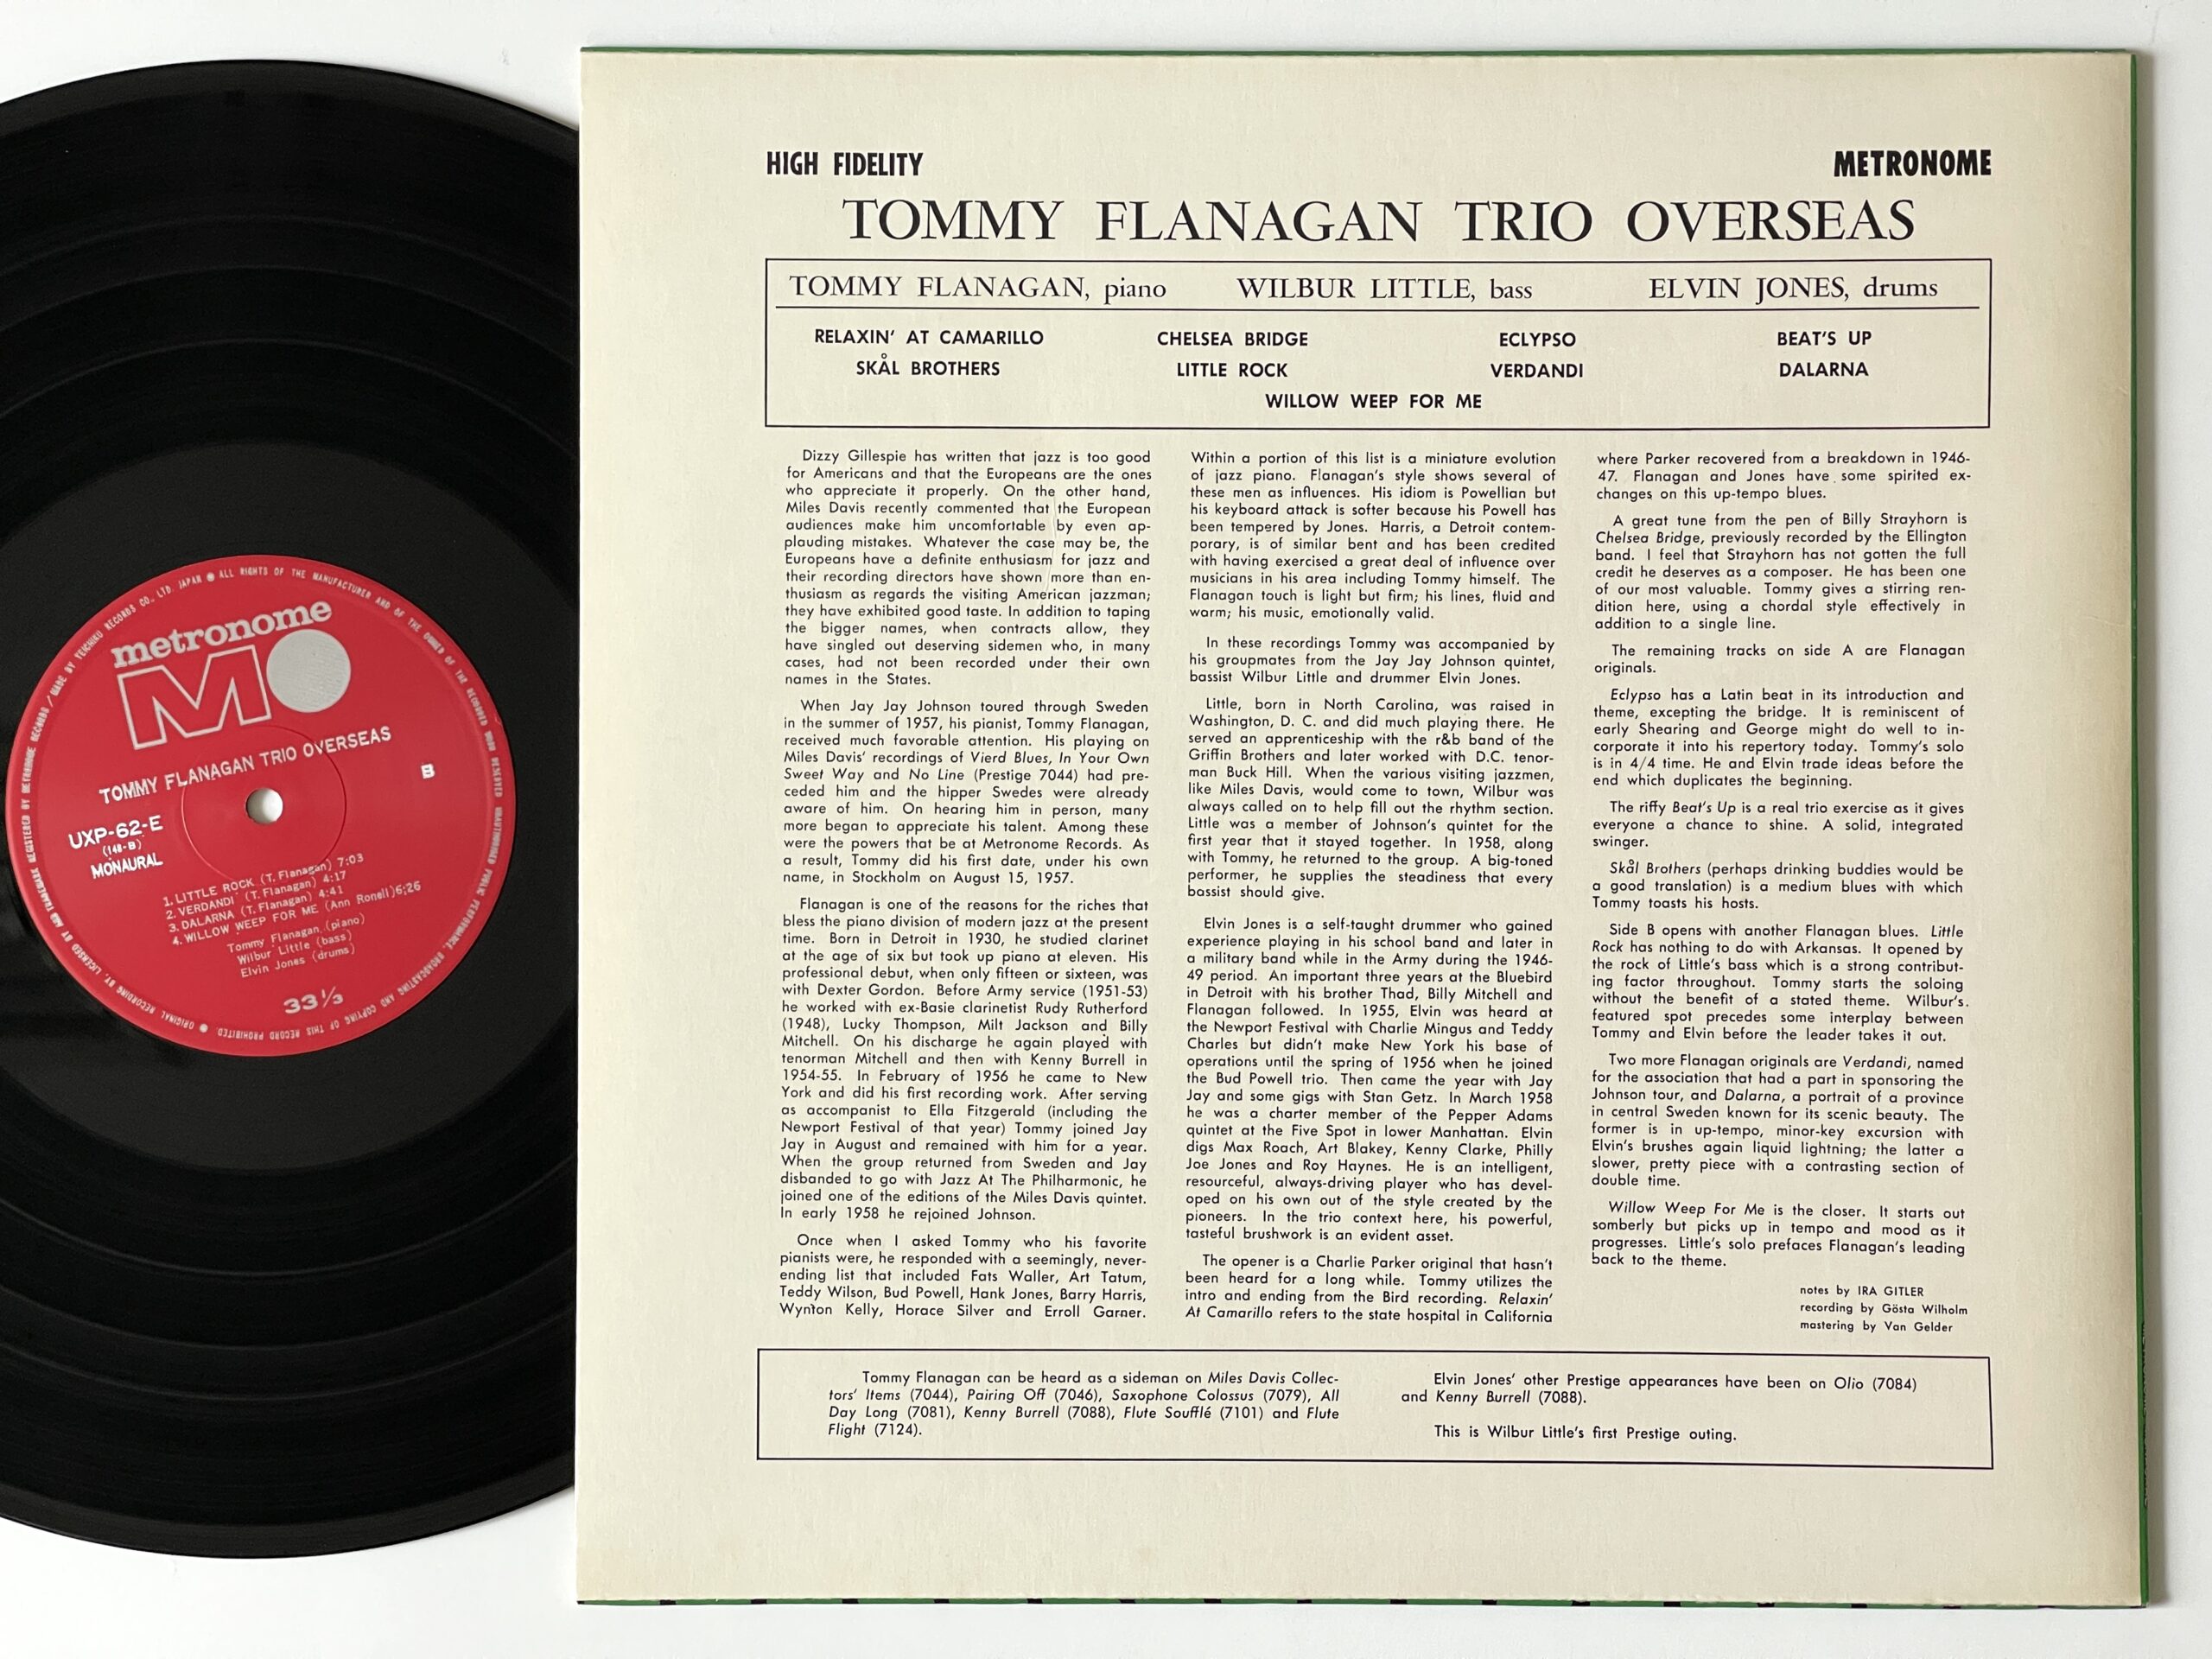 HIGH FIDELITY
METRONOME
TOMMY FLANAGAN TRIO OVERSEAS
TOMMY FLANAGAN, piano
WILBUR LITTLE, bass
ELVIN JONES, drums
RELAXIN' AT CAMARILLO
CHELSEA BRIDGE
ECLYPSO
BEAT'S UP
SKÅL BROTHERS
LITTLE ROCK
VERDANDI
DALARNA
WILLOW WEEP FOR ME
Dizzy Gillespie has written that jazz is too good
for Americans and that the Europeans are the ones
who appreciate it properly. On the other hand,
Miles Davis recently commented that the European
audiences make him uncomfortable by even ap-
plauding mistakes. Whatever the case may be, the
Europeans have a definite enthusiasm for jazz and
their recording directors have shown more than en-
thusiasm as regards the visiting American jazzman;
they have exhibited good taste. In addition to taping
the bigger names, when contracts allow, they
have singled out deserving sidemen who, in many
cases, had not been recorded under their own
names in the States.
When Jay Jay Johnson toured through Sweden
in the summer of 1957, his pianist, Tommy Flanagan,
received much favorable attention. His playing on
Miles Davis' recordings of Vierd Blues, In Your Own
Sweet Way and No Line (Prestige 7044) had pre-
ceded him and the hipper Swedes were already
aware of him. On hearing him in person, many
more began to appreciate his talent. Among these
were the powers that be at Metronome Records. As
a result, Tommy did his first date, under his own
name, in Stockholm on August 15, 1957.
Flanagan is one of the reasons for the riches that
bless the piano division of modern jazz at the present
time. Born in Detroit in 1930, he studied clarinet
at the age of six but took up piano at eleven. His
professional debut, when only fifteen or sixteen, was
with Dexter Gordon. Before Army service (1951-53)
he worked with ex-Basie clarinetist Rudy Rutherford
(1948), Lucky Thompson, Milt Jackson and Billy
Mitchell. On his discharge he again played with
tenorman Mitchell and then with Kenny Burrell in
1954-55. In February of 1956 he came to New
York and did his first recording work. After serving
as accompanist to Ella Fitzgerald (including the
Newport Festival of that year) Tommy joined Jay
Jay in August and remained with him for a year.
When the group returned from Sweden and Jay
disbanded to go with Jazz At The Philharmonic, he
joined one of the editions of the Miles Davis quintet.
In early 1958 he rejoined Johnson.
Once when I asked Tommy who his favorite
pianists were, he responded with a seemingly, never-
ending list that included Fats Waller, Art Tatum,
Teddy Wilson, Bud Powell, Hank Jones, Barry Harris,
Wynton Kelly, Horace Silver and Erroll Garner.
Within a portion of this list is a miniature evolution
of jazz piano. Flanagan's style shows several of
these men as influences. His idiom is Powellian but
his keyboard attack is softer because his Powell has
been tempered by Jones. Harris, a Detroit contem-
porary, is of similar bent and has been credited
with having exercised a great deal of influence over
musicians in his area including Tommy himself. The
Flanagan touch is light but firm; his lines, fluid and
warm; his music, emotionally valid.
In these recordings Tommy was accompanied by
his groupmates from the Jay Jay Johnson quintet,
bassist Wilbur Little and drummer Elvin Jones.
Little, born in North Carolina, was raised in
Washington, D. C. and did much playing there. He
served an apprenticeship with the r&b band of the
Griffin Brothers and later worked with D.C. tenor-
man Buck Hill. When the various visiting jazzmen,
like Miles Davis, would come to town, Wilbur was
always called on to help fill out the rhythm section.
Little was a member of Johnson's quintet for the
first year that it stayed together. In 1958, along
with Tommy, he returned to the group. A big-toned
performer, he supplies the steadiness that every
bassist should give.
Elvin Jones is a self-taught drummer who gained
experience playing in his school band and later in
a military band while in the Army during the 1946-
49 period. An important three years at the Bluebird
in Detroit with his brother Thad, Billy Mitchell and
Flanagan followed. In 1955, Elvin was heard at
the Newport Festival with Charlie Mingus and Teddy
Charles but didn't make New York his base of
operations until the spring of 1956 when he joined
the Bud Powell trio. Then came the year with Jay
Jay and some gigs with Stan Getz. In March 1958
he was a charter member of the Pepper Adams
quintet at the Five Spot in lower Manhattan. Elvin
digs Max Roach, Art Blakey, Kenny Clarke, Philly
Joe Jones and Roy Haynes. He is an intelligent,
resourceful, always-driving player who has devel-
oped on his own out of the style created by the
pioneers. In the trio context here, his powerful,
tasteful brushwork is an evident asset.
The opener is a Charlie Parker original that hasn't
been heard for a long while. Tommy utilizes the
intro and ending from the Bird recording. Relaxin'
At Camarillo refers to the state hospital in California
where Parker recovered from a breakdown in 1946-
47. Flanagan and Jones have some spirited ex-
changes on this up-tempo blues.
A great tune from the pen of Billy Strayhorn is
Chelsea Bridge, previously recorded by the Ellington
band. I feel that Strayhorn has not gotten the full
credit he deserves as a composer. He has been one
of our most valuable. Tommy gives a stirring ren-
dition here, using a chordal style effectively in
addition to a single line.
The remaining tracks on side A are Flanagan
originals.
Eclypso has a Latin beat in its introduction and
theme, excepting the bridge. It is reminiscent of
early Shearing and George might do well to in-
corporate it into his repertory today. Tommy's solo
is in 4/4 time. He and Elvin trade ideas before the
end which duplicates the beginning.
The riffy Beat's Up is a real trio exercise as it gives
everyone a chance to shine. A solid, integrated
swinger.
Skål Brothers (perhaps drinking buddies would be
a good translation) is a medium blues with which
Tommy toasts his hosts.
Side B opens with another Flanagan blues. Little
Rock has nothing to do with Arkansas. It opened by
the rock of Little's bass which is a strong contribut-
ing factor throughout. Tommy starts the soloing
without the benefit of a stated theme. Wilbur's.
featured spot precedes some interplay between
Tommy and Elvin before the leader takes it out.
Two more Flanagan originals are Verdandi, named
for the association that had a part in sponsoring the
Johnson tour, and Dalarna, a portrait of a province
in central Sweden known for its scenic beauty. The
former is in up-tempo, minor-key excursion with
Elvin's brushes again liquid lightning; the latter a
slower, pretty piece with a contrasting section of
double time.
Willow Weep For Me is the closer. It starts out
somberly but picks up in tempo and mood as it
progresses. Little's solo prefaces Flanagan's leading
back to the theme.
notes by IRA GITLER
recording by Gösta Wilholm
mastering by Van Gelder
Tommy Flanagan can be heard as a sideman on Miles Davis Collec-
tors' Items (7044), Pairing Off (7046), Saxophone Colossus (7079), All
Day Long (7081), Kenny Burrell (7088), Flute Soufflé (7101) and Flute
Flight (7124).
Elvin Jones' other Prestige appearances have been on Olio (7084)
and Kenny Burrell (7088).
This is Wilbur Little's first Prestige outing.
metronome
MO
TOMMY FLANAGAN TRIO OVERSEAS
B
UXP-62-E
(148-B)
MONAURAL
1. LITTLE ROCK (T. Flanagan) 7:03
2. VERDANDI (T. Flanagan) 4:17
3. DALARNA (T. Flanagan) 4:41
4. WILLOW WEEP FOR ME (Ann Ronell) 6:26
Tommy Flanagan (piano)
Wilbur Little (bass)
Elvin Jones (drums)
33⅓
ORIGINAL RECORDING BY, LICENSED BY AND TRADEMARK REGISTERED BY METRONOME RECORDS / MADE BY TEICHIKU RECORDS CO., LTD. JAPAN ● ALL RIGHTS OF THE MANUFACTURER AND OF THE OWNER OF THE RECORDED WORK RESERVED UNAUTHORISED PUBLIC PERFORMANCE, BROADCASTING AND COPYING OF THIS RECORD PROHIBITED. ●